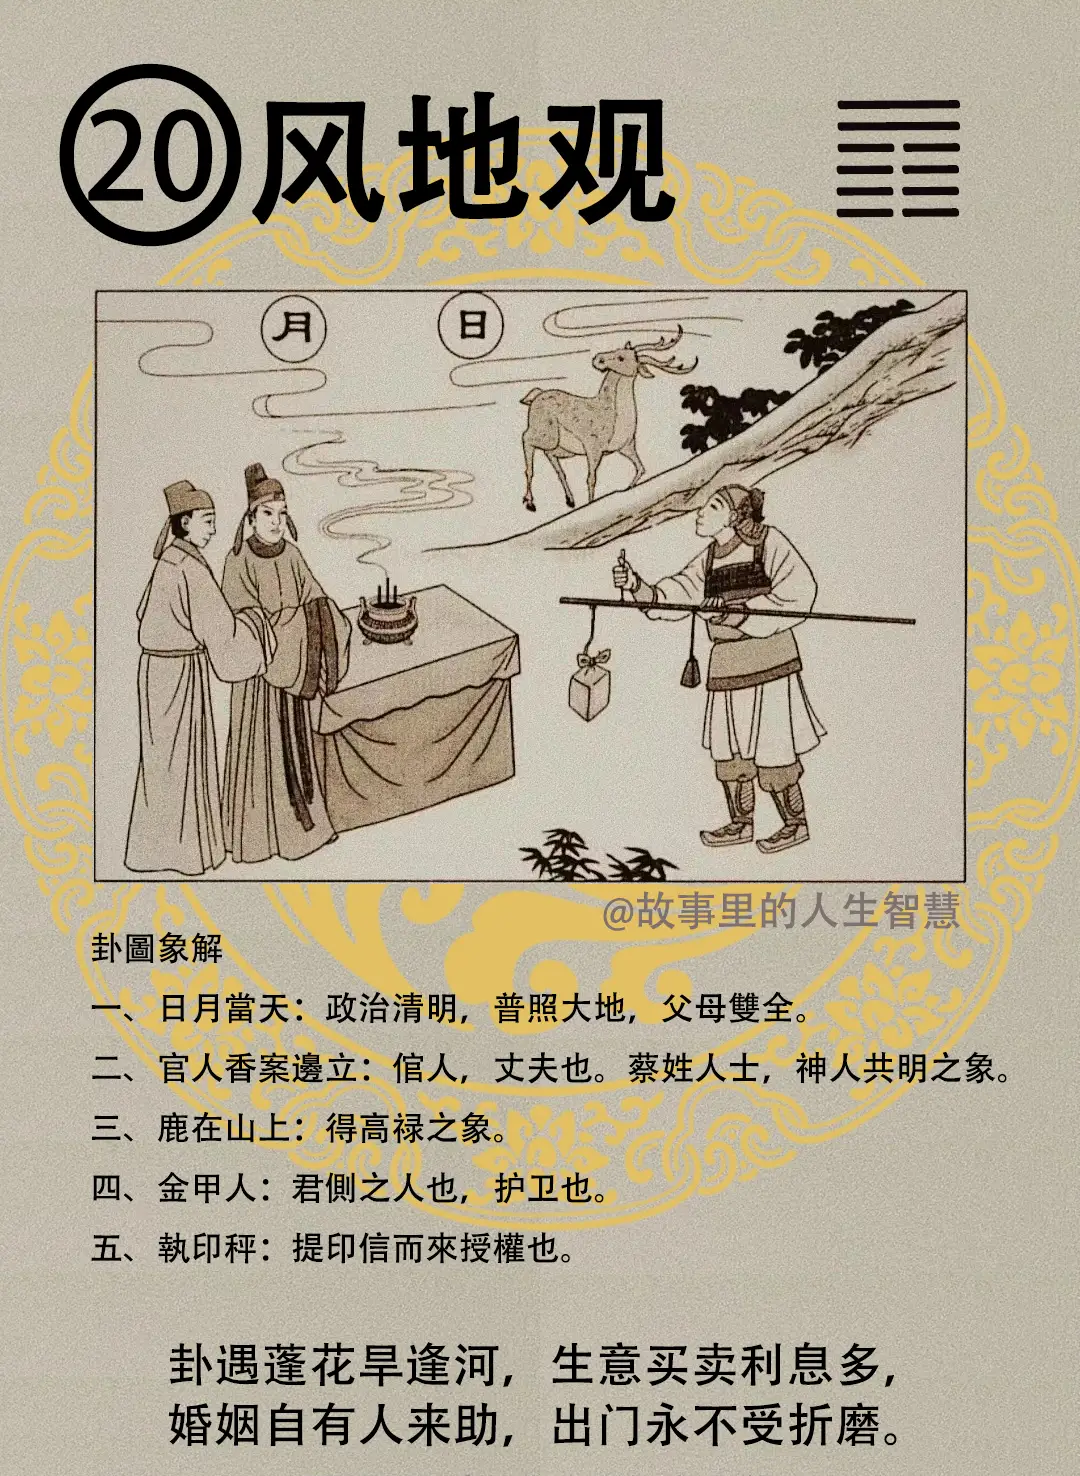 20 风地观
月 日
@故事里的人生智慧
卦圖象解
一、日月當天：政治清明，普照大地，父母雙全。
二、官人香案邊立：倌人，丈夫也。蔡姓人士，神人共明之象。
三、鹿在山上：得高禄之象。
四、金甲人：君側之人也，护卫也。
五、執印秤：提印信而來授權也。
卦遇蓬花旱逢河，生意买卖利息多，
婚姻自有人来助，出门永不受折磨。